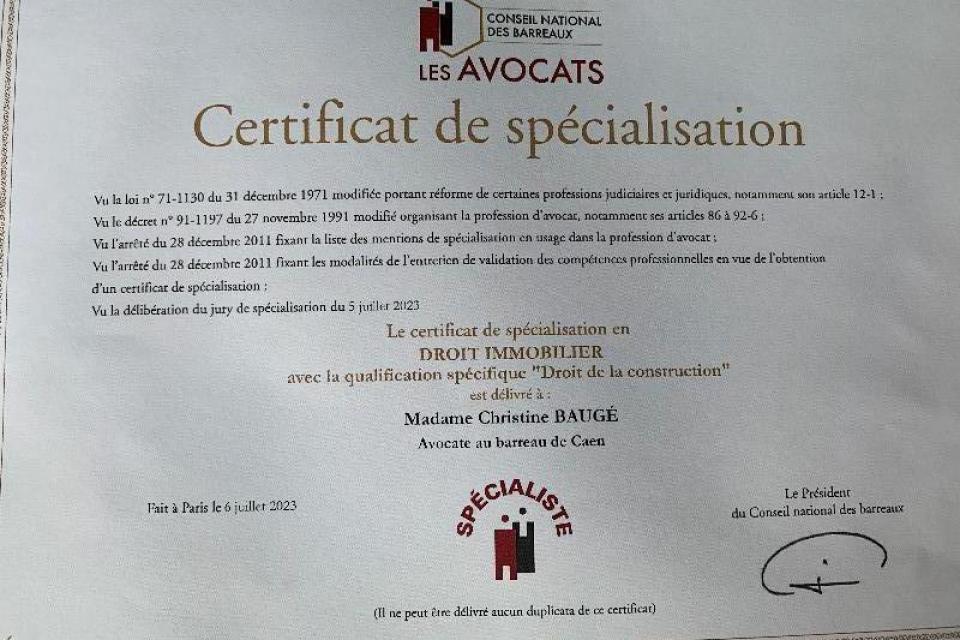 CONSEIL NATIONAL
DES BARREAUX
LES AVOCATS
Certificat de spécialisation
Vu la loi n° 71-1130 du 31 décembre 1971 modifiée portant réforme de certaines professions judiciaires et juridiques, notamment son article 12-1 ;
Vu le décret n° 91-1197 du 27 novembre 1991 modifié organisant la profession d'avocat, notamment ses articles 86 à 92-6 ;
Vu l'arrêté du 28 décembre 2011 fixant la liste des mentions de spécialisation en usage dans la profession d'avocat ;
Vu l'arrêté du 28 décembre 2011 fixant les modalités de l'entretien de validation des compétences professionnelles en vue de l'obtention
d'un certificat de spécialisation ;
Vu la délibération du jury de spécialisation du 5 juillet 2023
Le certificat de spécialisation en
DROIT IMMOBILIER
avec la qualification spécifique "Droit de la construction"
est délivré à :
Madame Christine BAUGÉ
Avocate au barreau de Caen
Fait à Paris le 6 juillet 2023
SPÉCIALISTE
Le Président
du Conseil national des barreaux
(Il ne peut être délivré aucun duplicata de ce certificat)